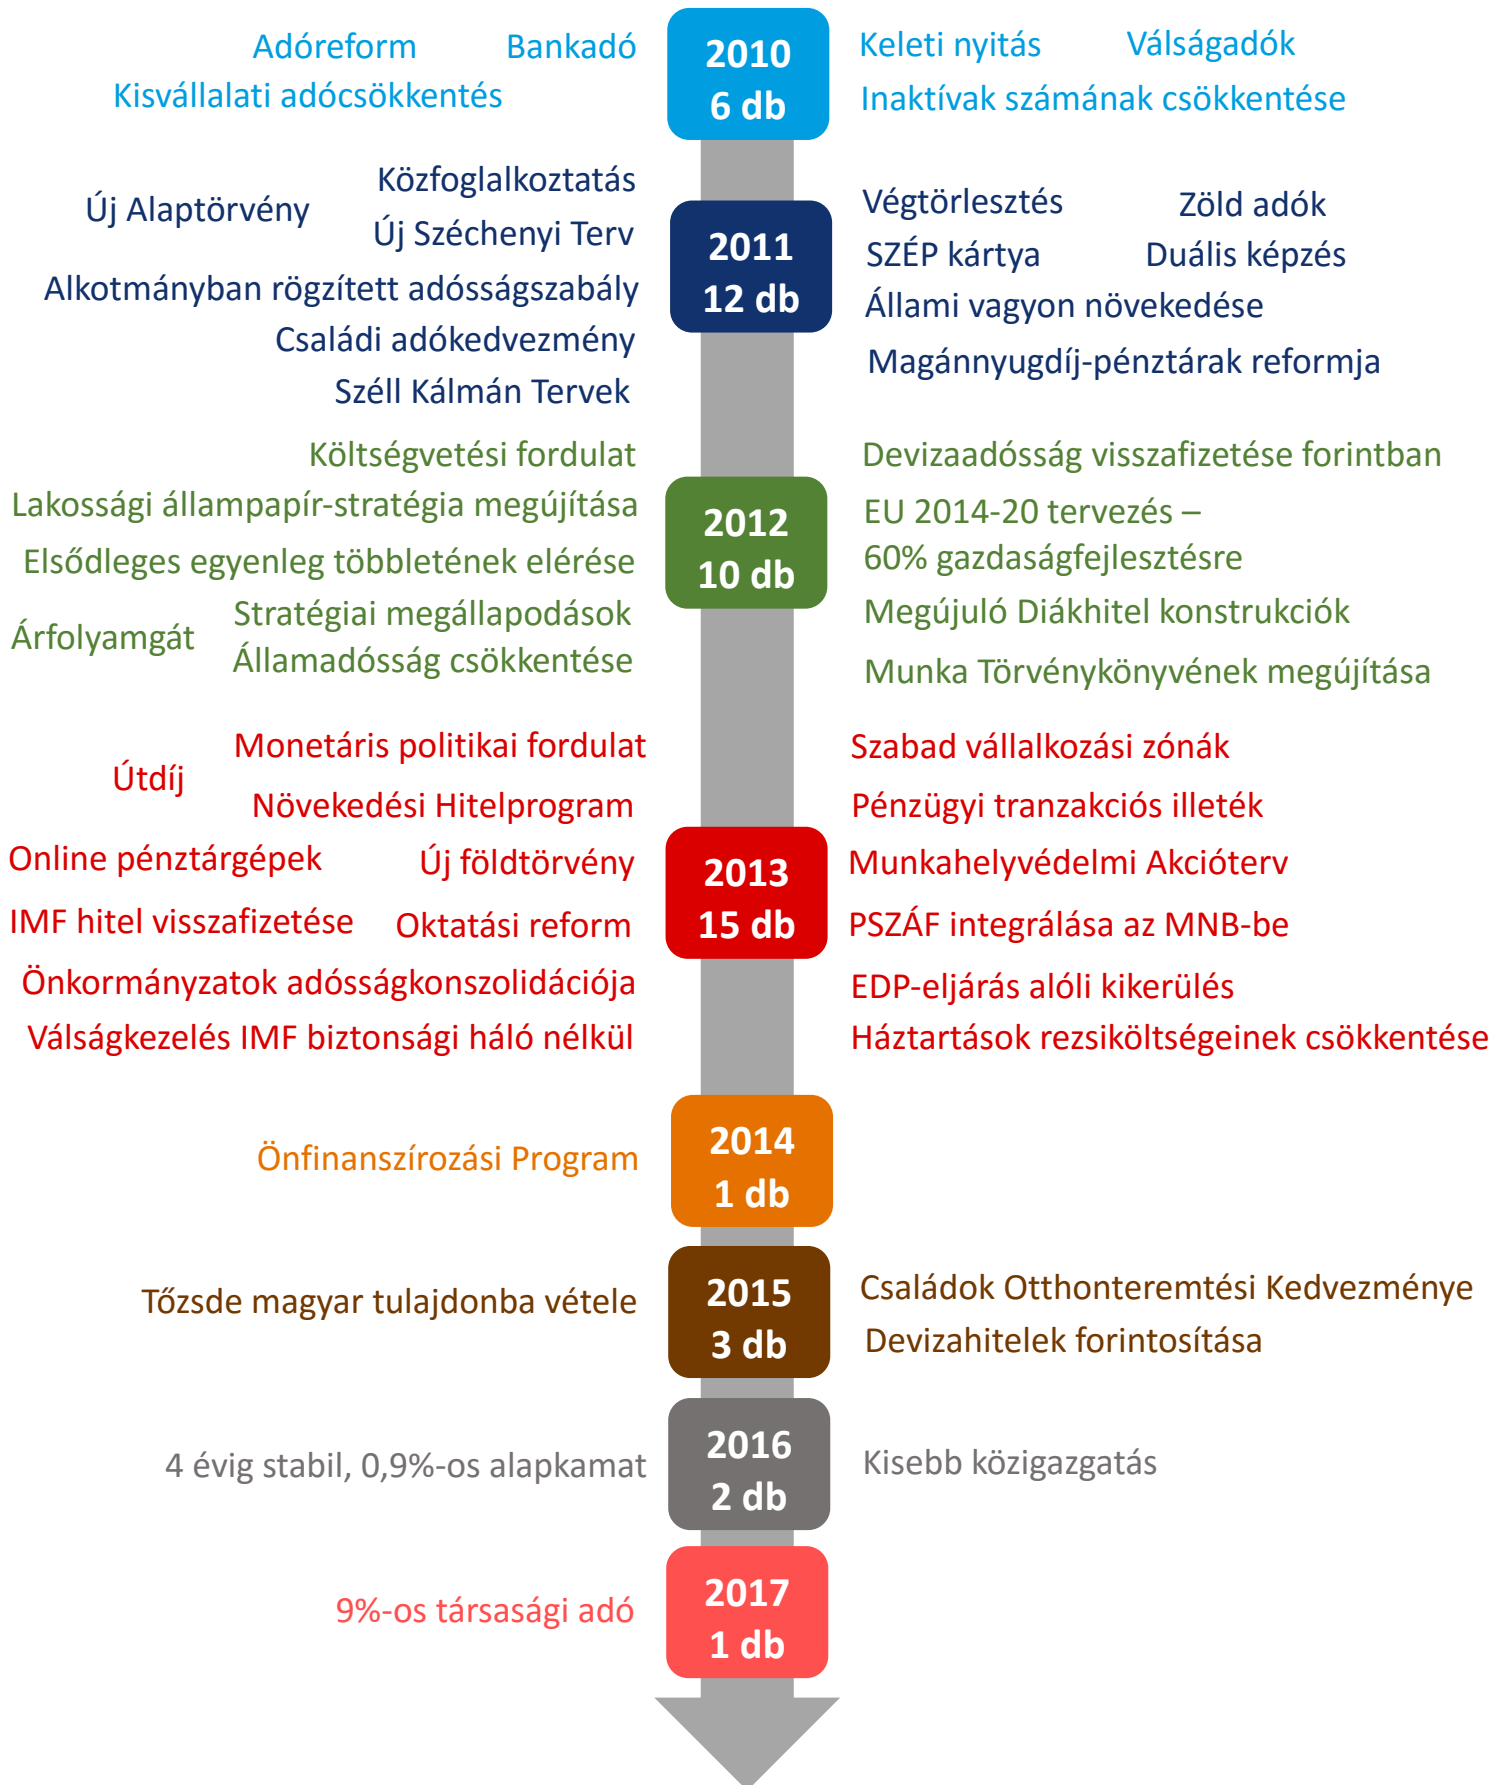 Adóreform
Bankadó
Kisvállalati adócsökkentés
2010
6 db
Keleti nyitás
Válságadók
Inaktívak számának csökkentése
Közfoglalkoztatás
Új Alaptörvény
Új Széchenyi Terv
Alkotmányban rögzített adósságszabály
Családi adókedvezmény
Széll Kálmán Tervek
2011
12 db
Végtörlesztés
Zöld adók
SZÉP kártya
Duális képzés
Állami vagyon növekedése
Magánnyugdíj-pénztárak reformja
Költségvetési fordulat
Lakossági állampapír-stratégia megújítása
Elsődleges egyenleg többletének elérése
Stratégiai megállapodások
Árfolyamgát
Államadósság csökkentése
2012
10 db
Devizaadósság visszafizetése forintban
EU 2014-20 tervezés –
60% gazdaságfejlesztésre
Megújuló Diákhitel konstrukciók
Munka Törvénykönyvének megújítása
Monetáris politikai fordulat
Útdíj
Növekedési Hitelprogram
Online pénztárgépek
Új földtörvény
IMF hitel visszafizetése
Oktatási reform
Önkormányzatok adósságkonszolidációja
Válságkezelés IMF biztonsági háló nélkül
2013
15 db
Szabad vállalkozási zónák
Pénzügyi tranzakciós illeték
Munkahelyvédelmi Akcióterv
PSZÁF integrálása az MNB-be
EDP-eljárás alóli kikerülés
Háztartások rezsiköltségeinek csökkentése
Önfinanszírozási Program
2014
1 db
Tőzsde magyar tulajdonba vétele
2015
3 db
Családok Otthonteremtési Kedvezménye
Devizahitelek forintosítása
4 évig stabil, 0,9%-os alapkamat
2016
2 db
Kisebb közigazgatás
9%-os társasági adó
2017
1 db